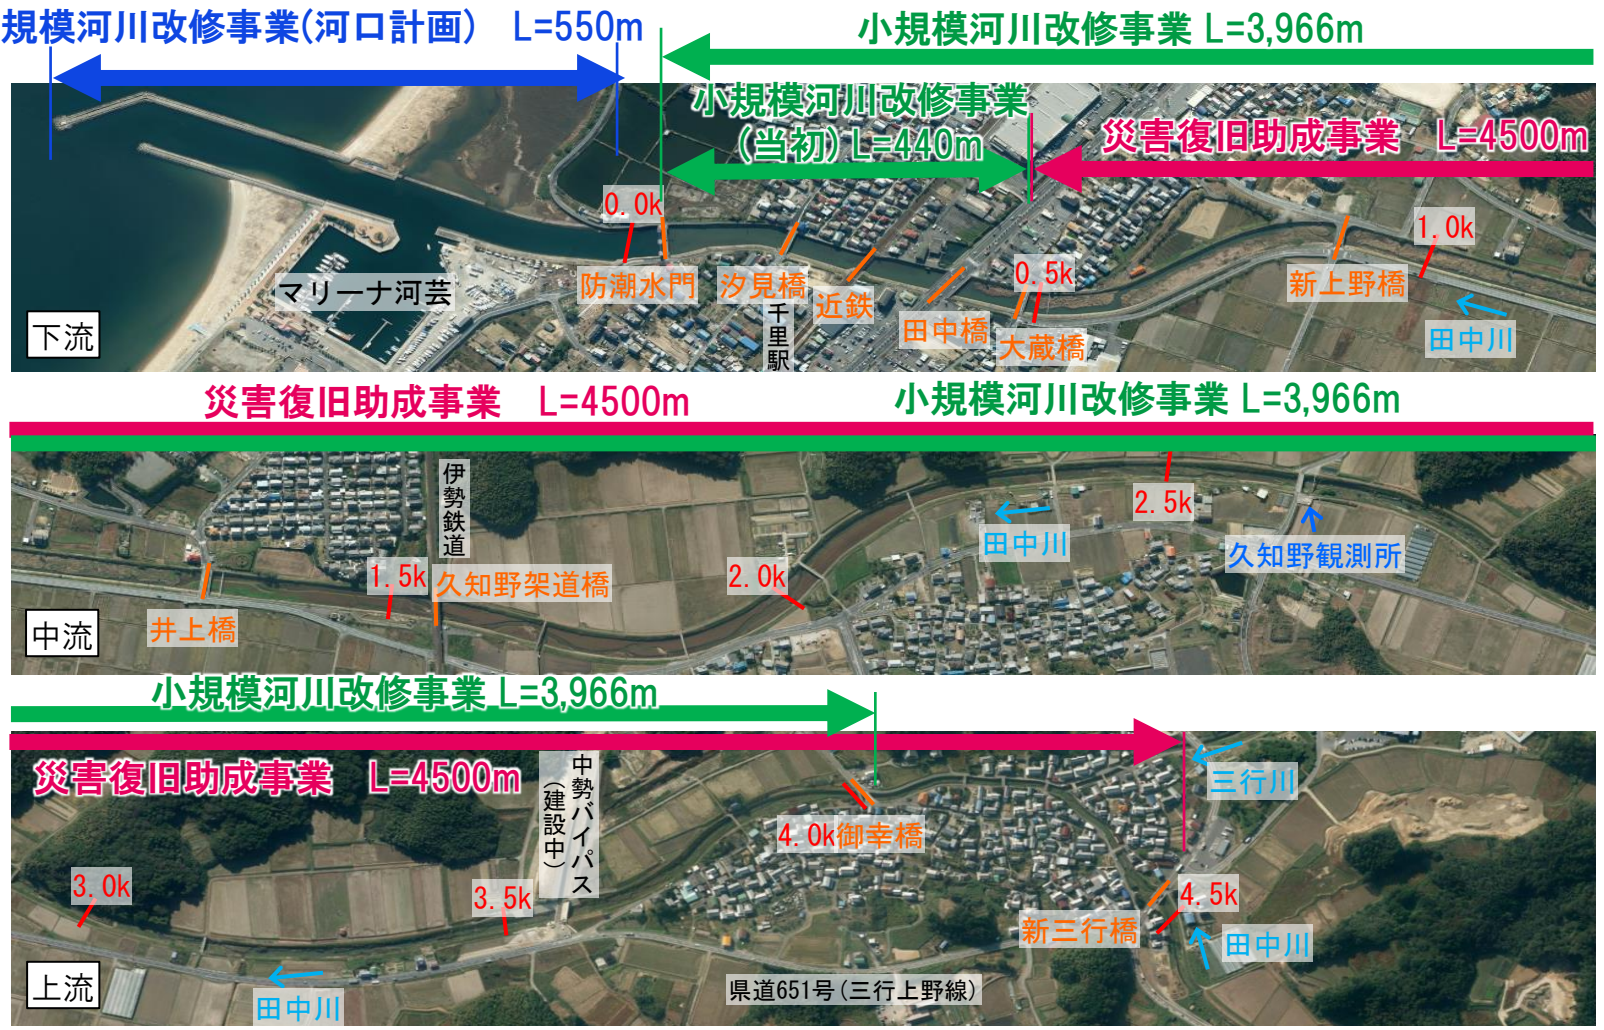 規模河川改修事業(河口計画)　L=550m
小規模河川改修事業 L=3,966m
小規模河川改修事業
(当初) L=440m
災害復旧助成事業　L=4500m
0.0k
防潮水門
汐見橋
近鉄
千里駅
田中橋
0.5k
大蔵橋
新上野橋
1.0k
田中川
マリーナ河芸
下流
災害復旧助成事業　L=4500m
小規模河川改修事業 L=3,966m
井上橋
1.5k
伊勢鉄道
久知野架道橋
2.0k
田中川
2.5k
久知野観測所
中流
小規模河川改修事業 L=3,966m
災害復旧助成事業　L=4500m
3.0k
3.5k
中勢バイパス
(建設中)
4.0k
御幸橋
三行川
新三行橋
4.5k
田中川
県道651号(三行上野線)
田中川
上流